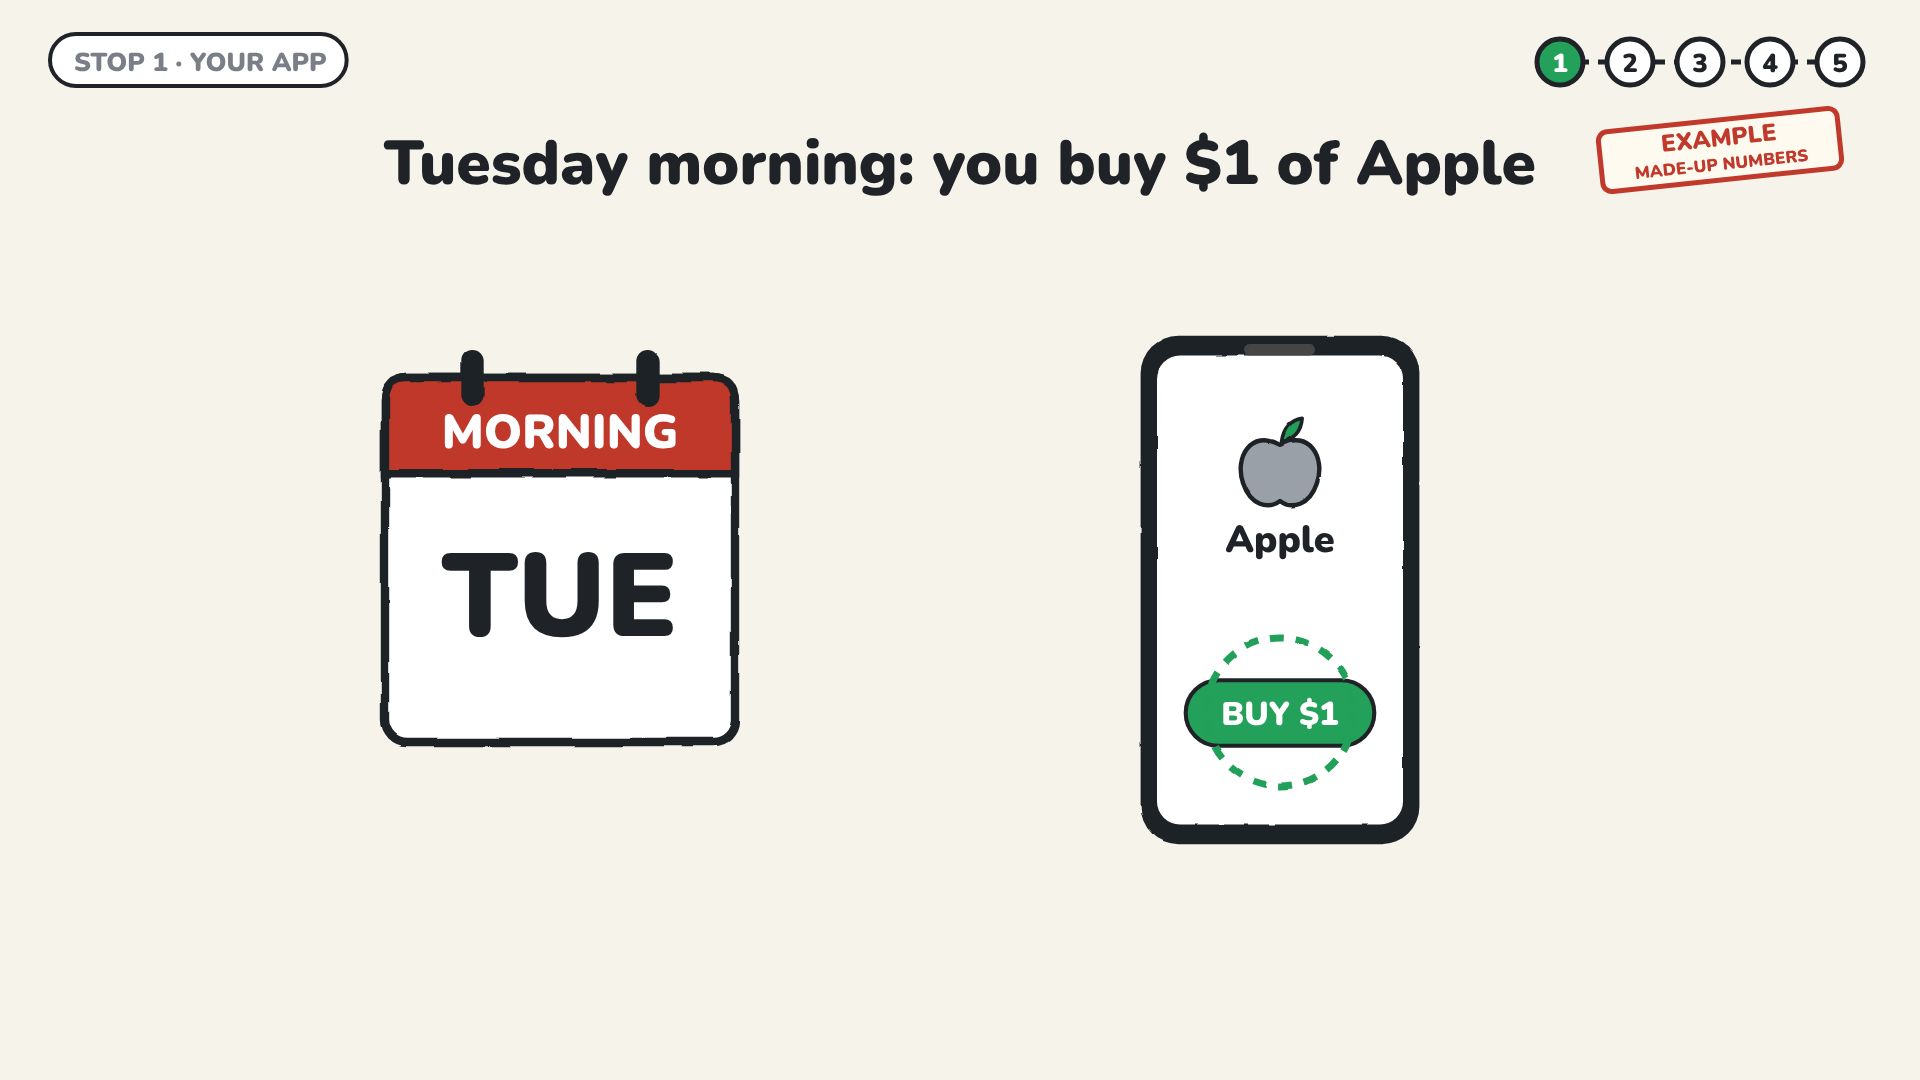 STOP 1 · YOUR APP
1 2 3 4 5
Tuesday morning: you buy $1 of Apple
EXAMPLE
MADE-UP NUMBERS
MORNING
TUE
Apple
BUY $1